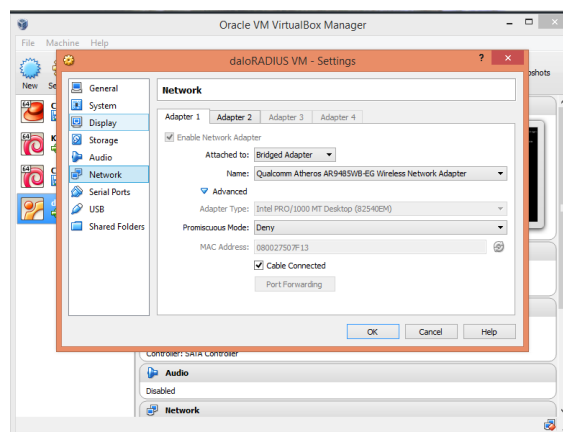 Oracle VM VirtualBox Manager
File Machine Help
daloRADIUS VM - Settings
New
General
Network
System
Display
Adapter 1 Adapter 2 Adapter 3 Adapter 4
Storage
Enable Network Adapter
Audio
Attached to: Bridged Adapter
Network
Name: Qualcomm Atheros AR9485WB-EG Wireless Network Adapter
Serial Ports
Advanced
USB
Adapter Type: Intel PRO/1000 MT Desktop (82540EM)
Shared Folders
Promiscuous Mode: Deny
MAC Address: 080027507F13
Cable Connected
Port Forwarding
OK Cancel Help
Controller: SATA Controller
Audio
Disabled
Network